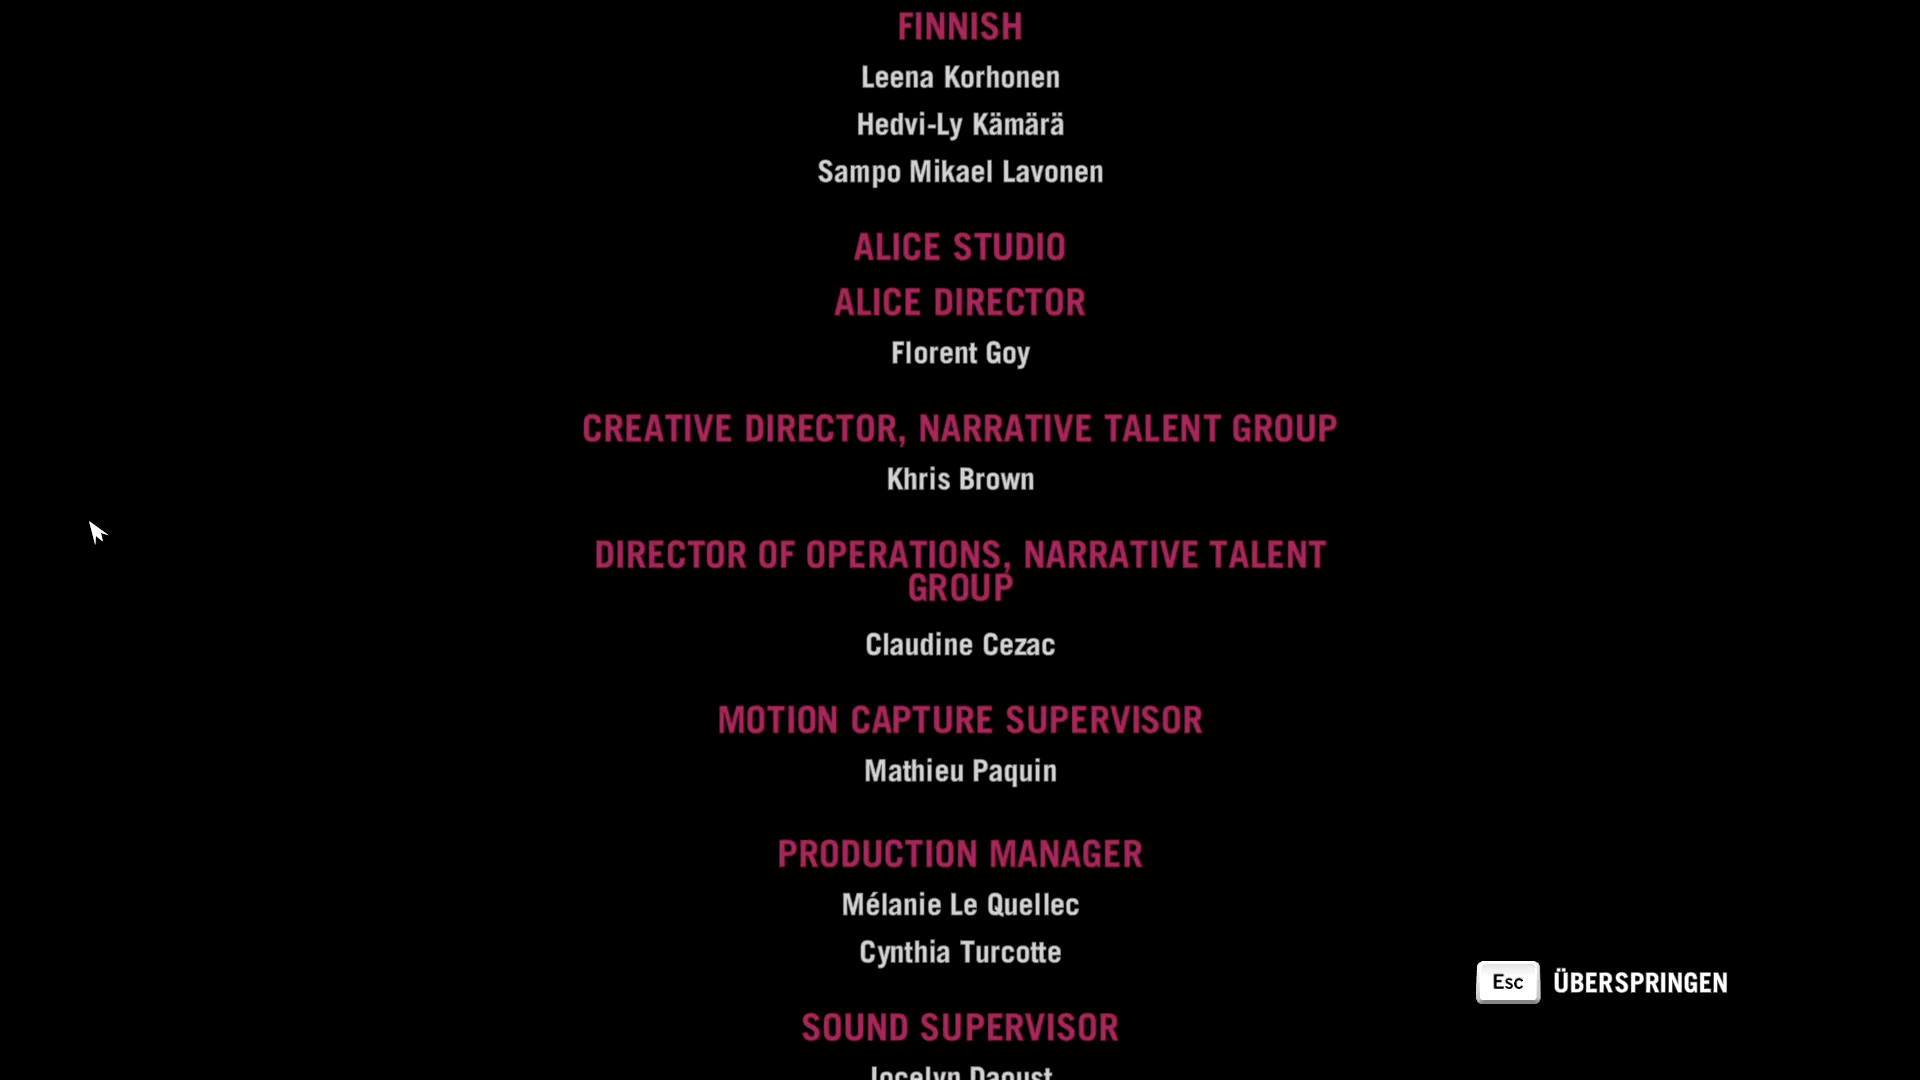 FINNISH
Leena Korhonen
Hedvi-Ly Kämärä
Sampo Mikael Lavonen
ALICE STUDIO
ALICE DIRECTOR
Florent Goy
CREATIVE DIRECTOR, NARRATIVE TALENT GROUP
Khris Brown
DIRECTOR OF OPERATIONS, NARRATIVE TALENT
GROUP
Claudine Cezac
MOTION CAPTURE SUPERVISOR
Mathieu Paquin
PRODUCTION MANAGER
Mélanie Le Quellec
Cynthia Turcotte
Esc ÜBERSPRINGEN
SOUND SUPERVISOR
Jocelyn Daoust